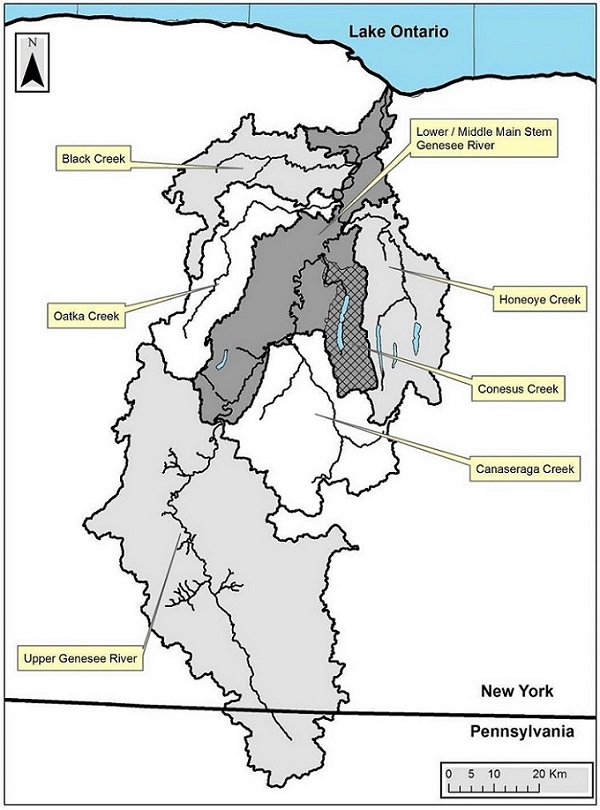 Lake Ontario
N
Lower / Middle Main Stem
Genesee River
Black Creek
Honeoye Creek
Oatka Creek
Conesus Creek
Canaseraga Creek
Upper Genesee River
New York
Pennsylvania
0 5 10 20 Km